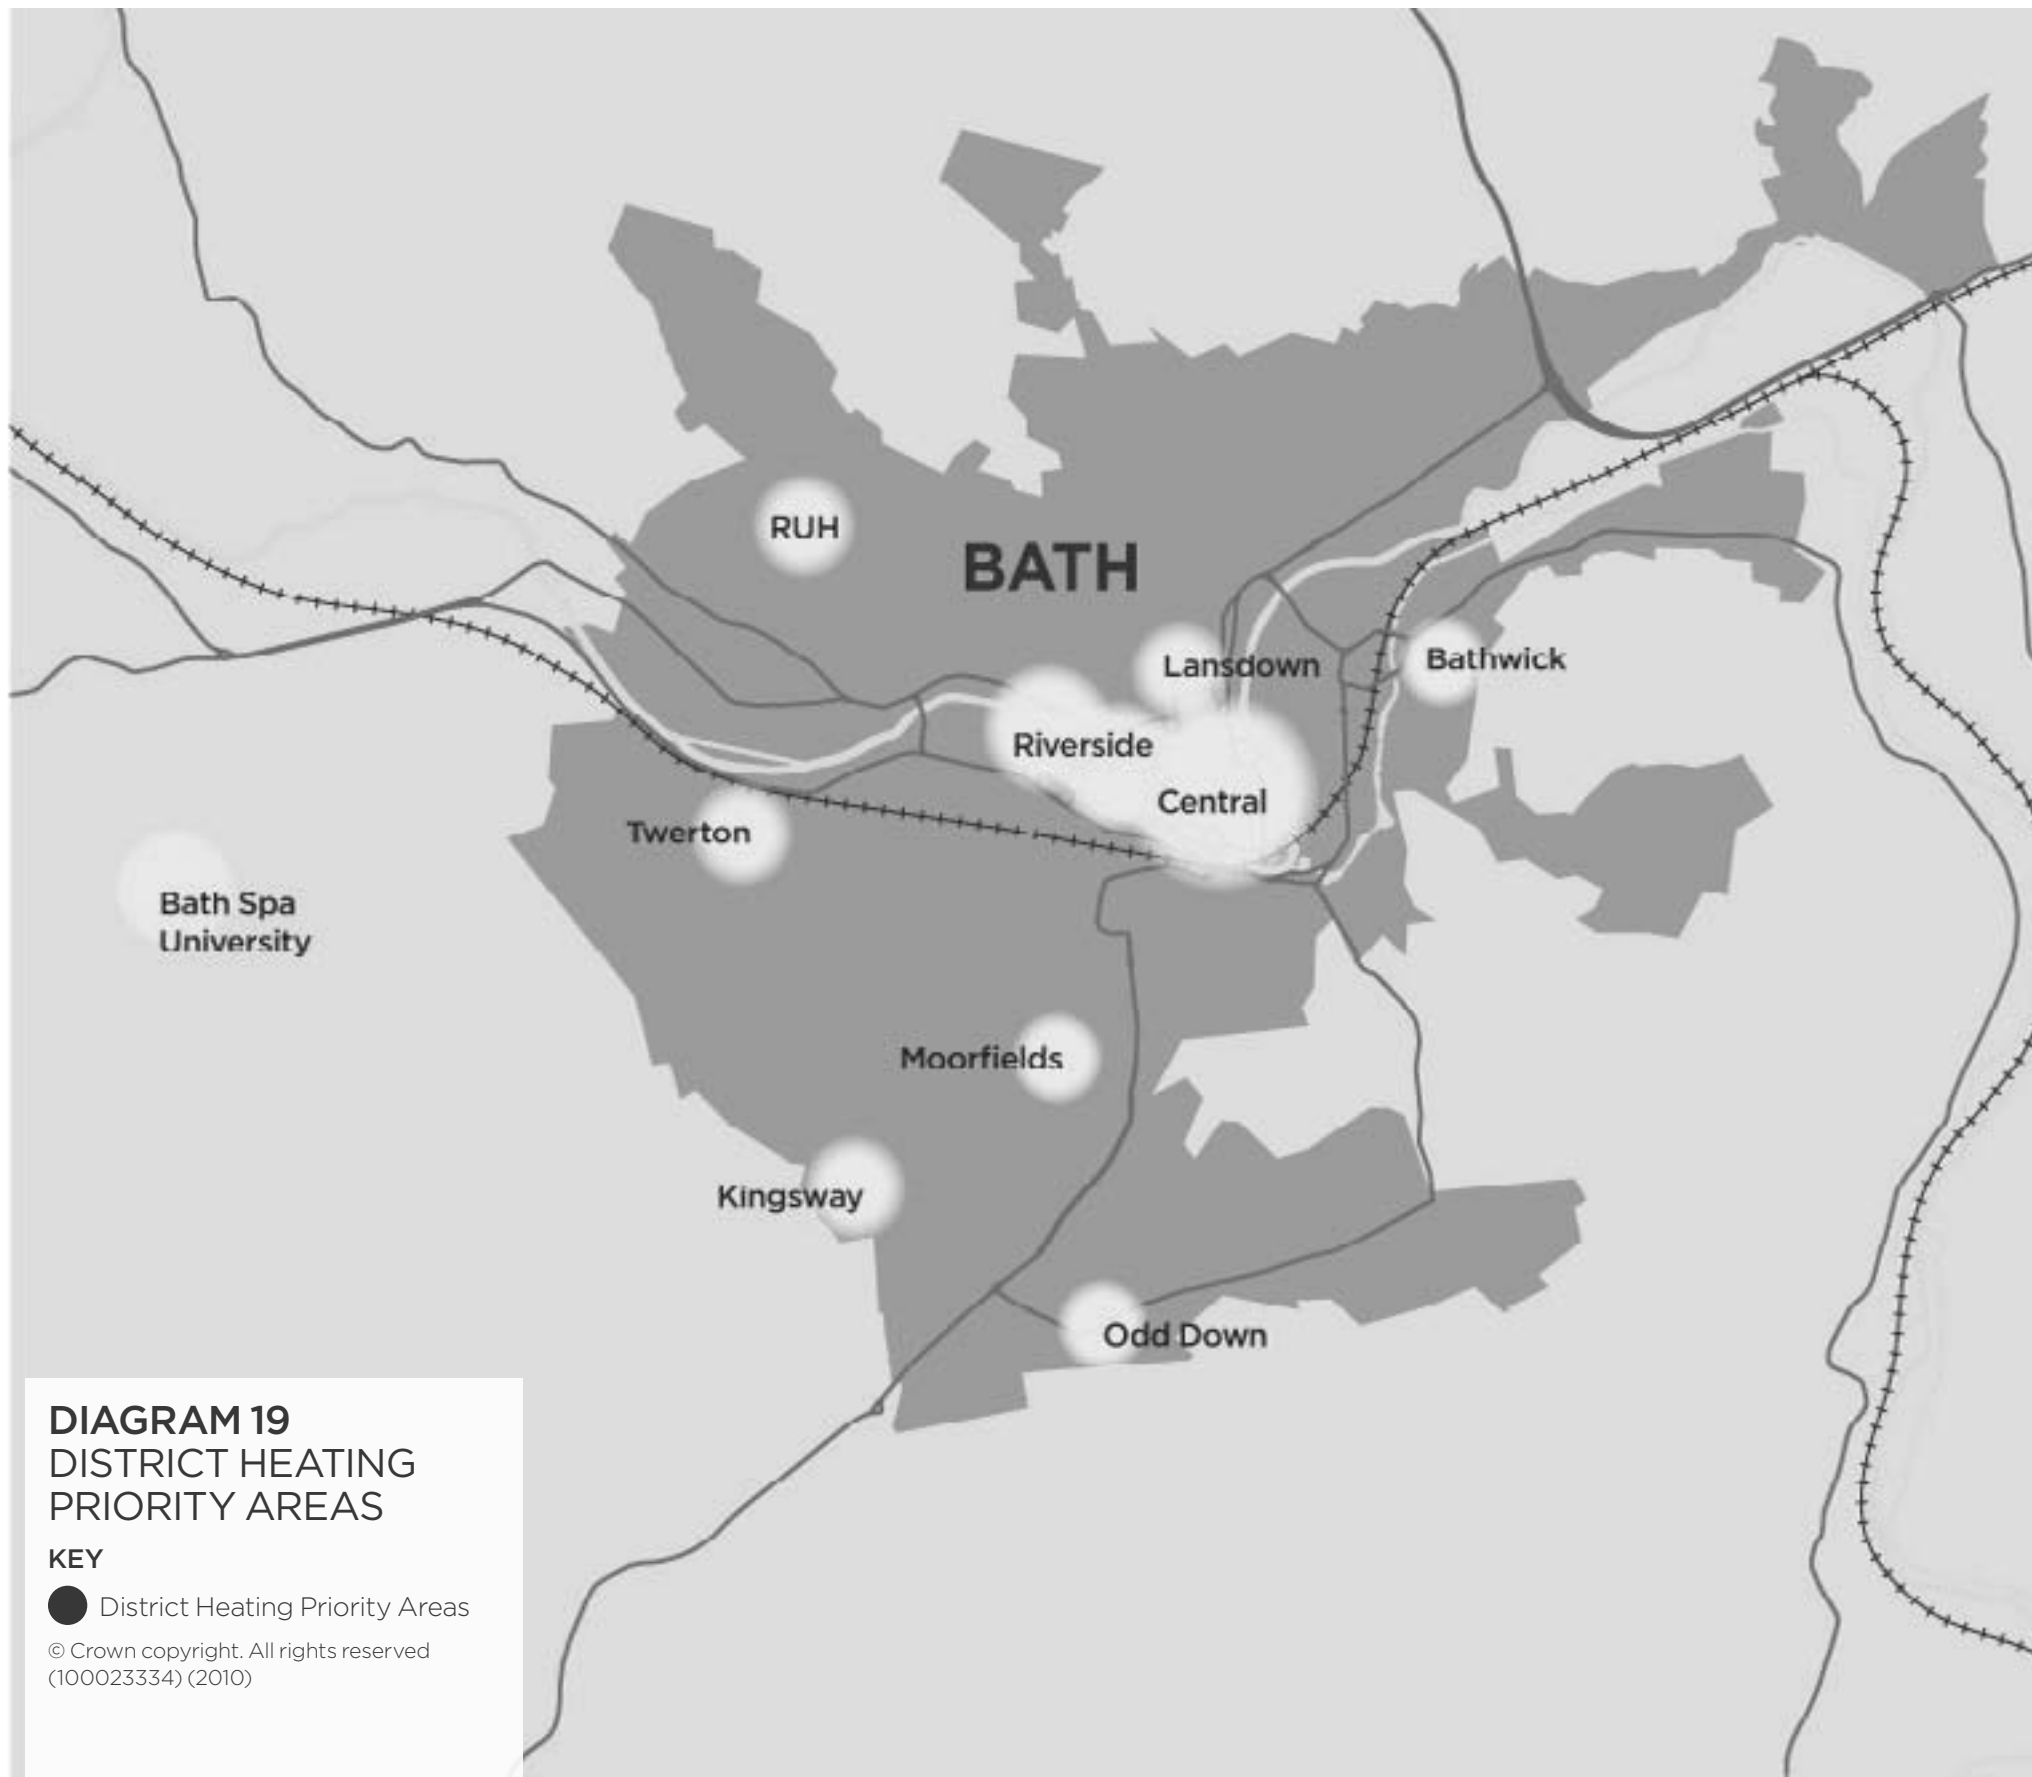 RUH
BATH
Lansdown
Bathwick
Riverside
Central
Twerton
Bath Spa
University
Moorfields
Kingsway
Odd Down
DIAGRAM 19
DISTRICT HEATING
PRIORITY AREAS
KEY
District Heating Priority Areas
© Crown copyright. All rights reserved
(100023334) (2010)